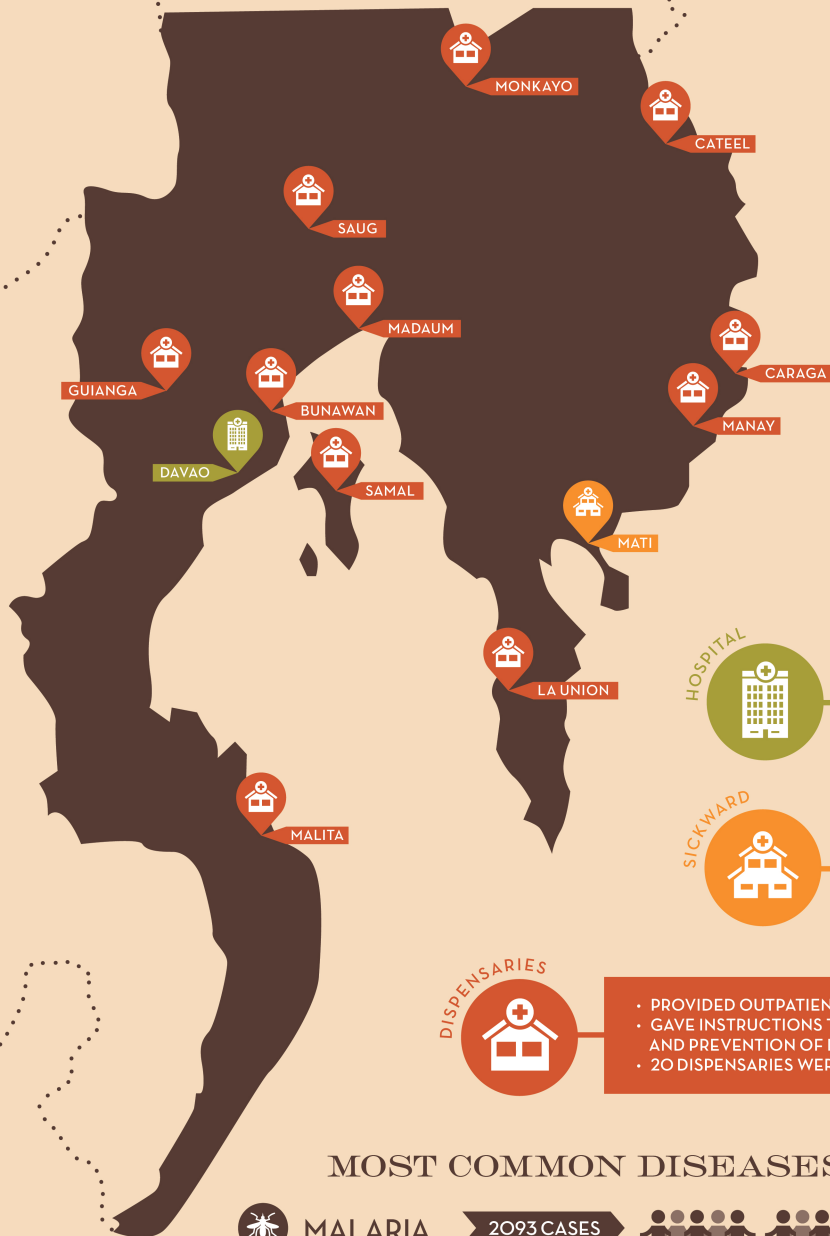 MONKAYO
CATEEL
SAUG
MADAUM
CARAGA
GUIANGA
BUNAWAN
MANAY
DAVAO
SAMAL
MATI
HOSPITAL
LA UNION
SICKWARD
MALITA
DISPENSARIES
• PROVIDED OUTPATIEN
• GAVE INSTRUCTIONS T
AND PREVENTION OF
• 20 DISPENSARIES WER
MOST COMMON DISEASES
MALARIA
2093 CASES